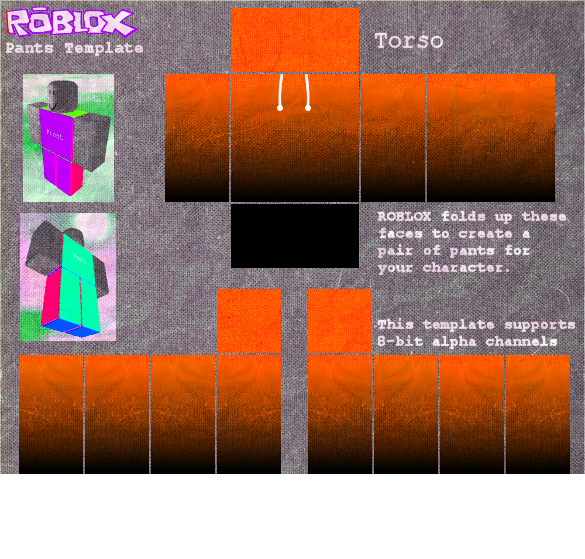 RŌBLOX
Pants Template
Torso
Front
ROBLOX folds up these
faces to create a
pair of pants for
your character.
This template supports
8-bit alpha channels